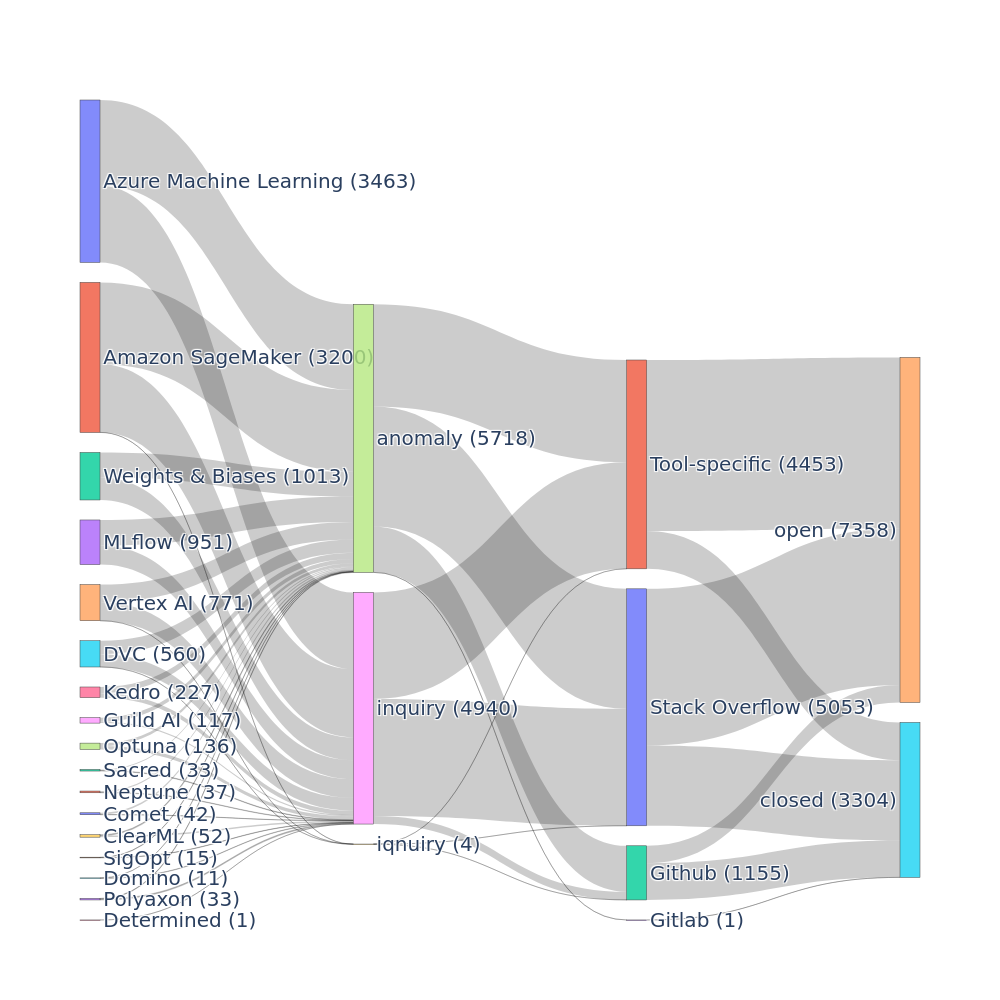 Azure Machine Learning (3463)
Amazon SageMaker (3200)
Weights & Biases (1013)
MLflow (951)
Vertex AI (771)
DVC (560)
Kedro (227)
Guild AI (117)
Optuna (136)
Sacred (33)
Neptune (37)
Comet (42)
ClearML (52)
SigOpt (15)
Domino (11)
Polyaxon (33)
Determined (1)
anomaly (5718)
inquiry (4940)
iqnuiry (4)
Tool-specific (4453)
Stack Overflow (5053)
Github (1155)
Gitlab (1)
open (7358)
closed (3304)